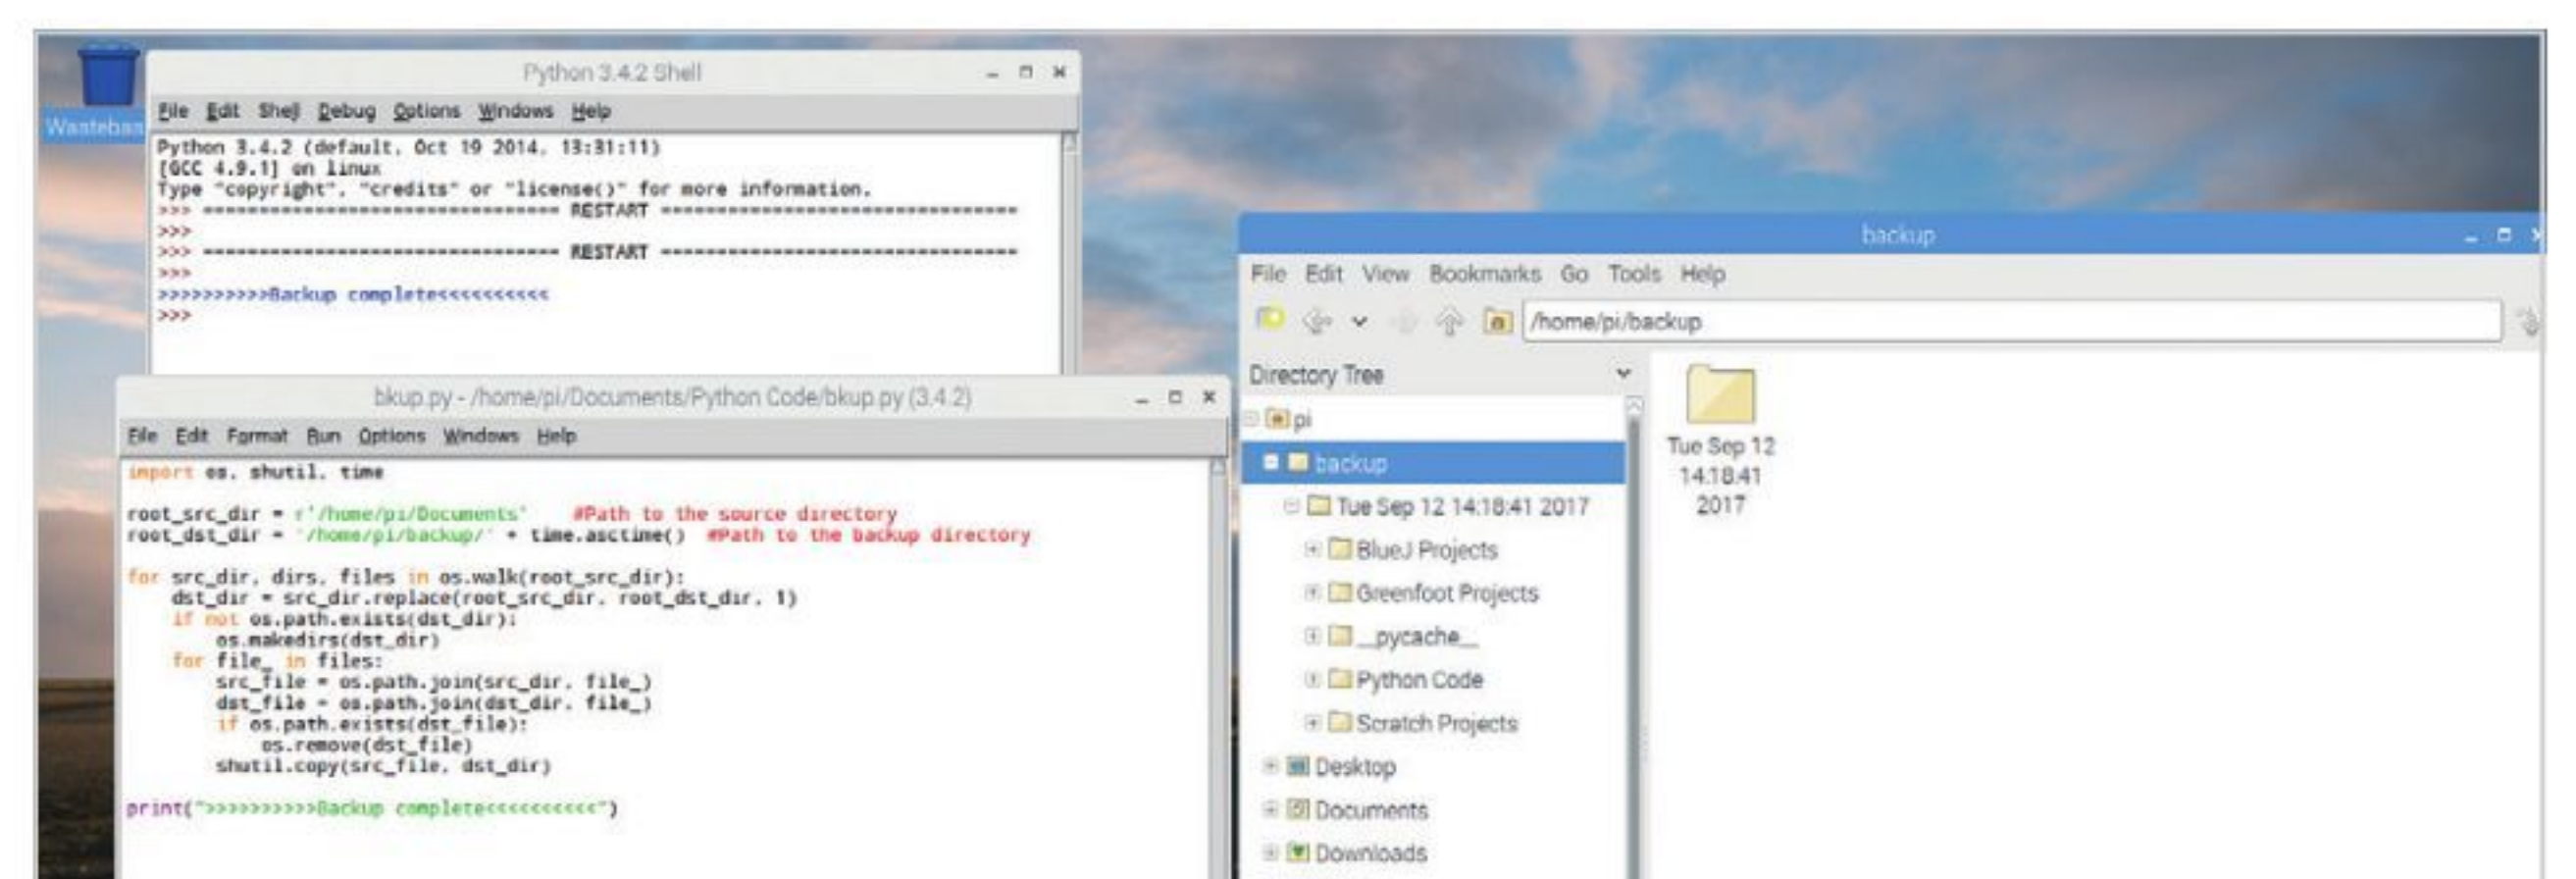 Wastebas
Python 3.4.2 Shell
File Edit Shell Debug Options Windows Help
Python 3.4.2 (default, Oct 19 2014, 13:31:11)
[GCC 4.9.1] on linux
Type "copyright", "credits" or "license()" for more information.
>>> ================================ RESTART ================================
>>>
>>> ================================ RESTART ================================
>>>
>>>>>>>>>>Backup complete<<<<<<<<<<
>>>
bkup.py - /home/pi/Documents/Python Code/bkup.py (3.4.2)
File Edit Format Run Options Windows Help
import os, shutil, time
root_src_dir = r'/home/pi/Documents' #Path to the source directory
root_dst_dir = '/home/pi/backup/' + time.asctime() #Path to the backup directory
for src_dir, dirs, files in os.walk(root_src_dir):
    dst_dir = src_dir.replace(root_src_dir, root_dst_dir, 1)
    if not os.path.exists(dst_dir):
        os.makedirs(dst_dir)
    for file_ in files:
        src_file = os.path.join(src_dir, file_)
        dst_file = os.path.join(dst_dir, file_)
        if os.path.exists(dst_file):
            os.remove(dst_file)
        shutil.copy(src_file, dst_dir)
print(">>>>>>>>>>Backup complete<<<<<<<<<<")
backup
File Edit View Bookmarks Go Tools Help
/home/pi/backup
Directory Tree
pi
backup
Tue Sep 12 14:18:41 2017
BlueJ Projects
Greenfoot Projects
__pycache__
Python Code
Scratch Projects
Desktop
Documents
Downloads
Tue Sep 12
14:18:41
2017